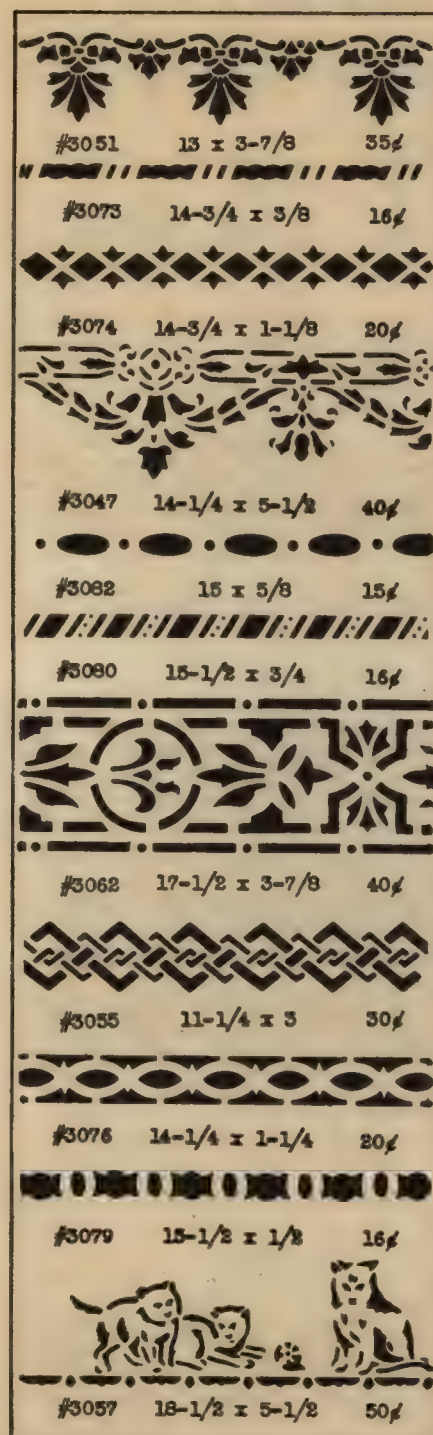 #3051 13 x 3-7/8 35¢
#3073 14-3/4 x 3/8 16¢
#3074 14-3/4 x 1-1/8 20¢
#3047 14-1/4 x 5-1/2 40¢
#3082 15 x 5/8 15¢
#3080 15-1/2 x 3/4 16¢
#3062 17-1/2 x 3-7/8 40¢
#3055 11-1/4 x 3 30¢
#3076 14-1/4 x 1-1/4 20¢
#3079 15-1/2 x 1/2 16¢
#3057 18-1/2 x 5-1/2 50¢